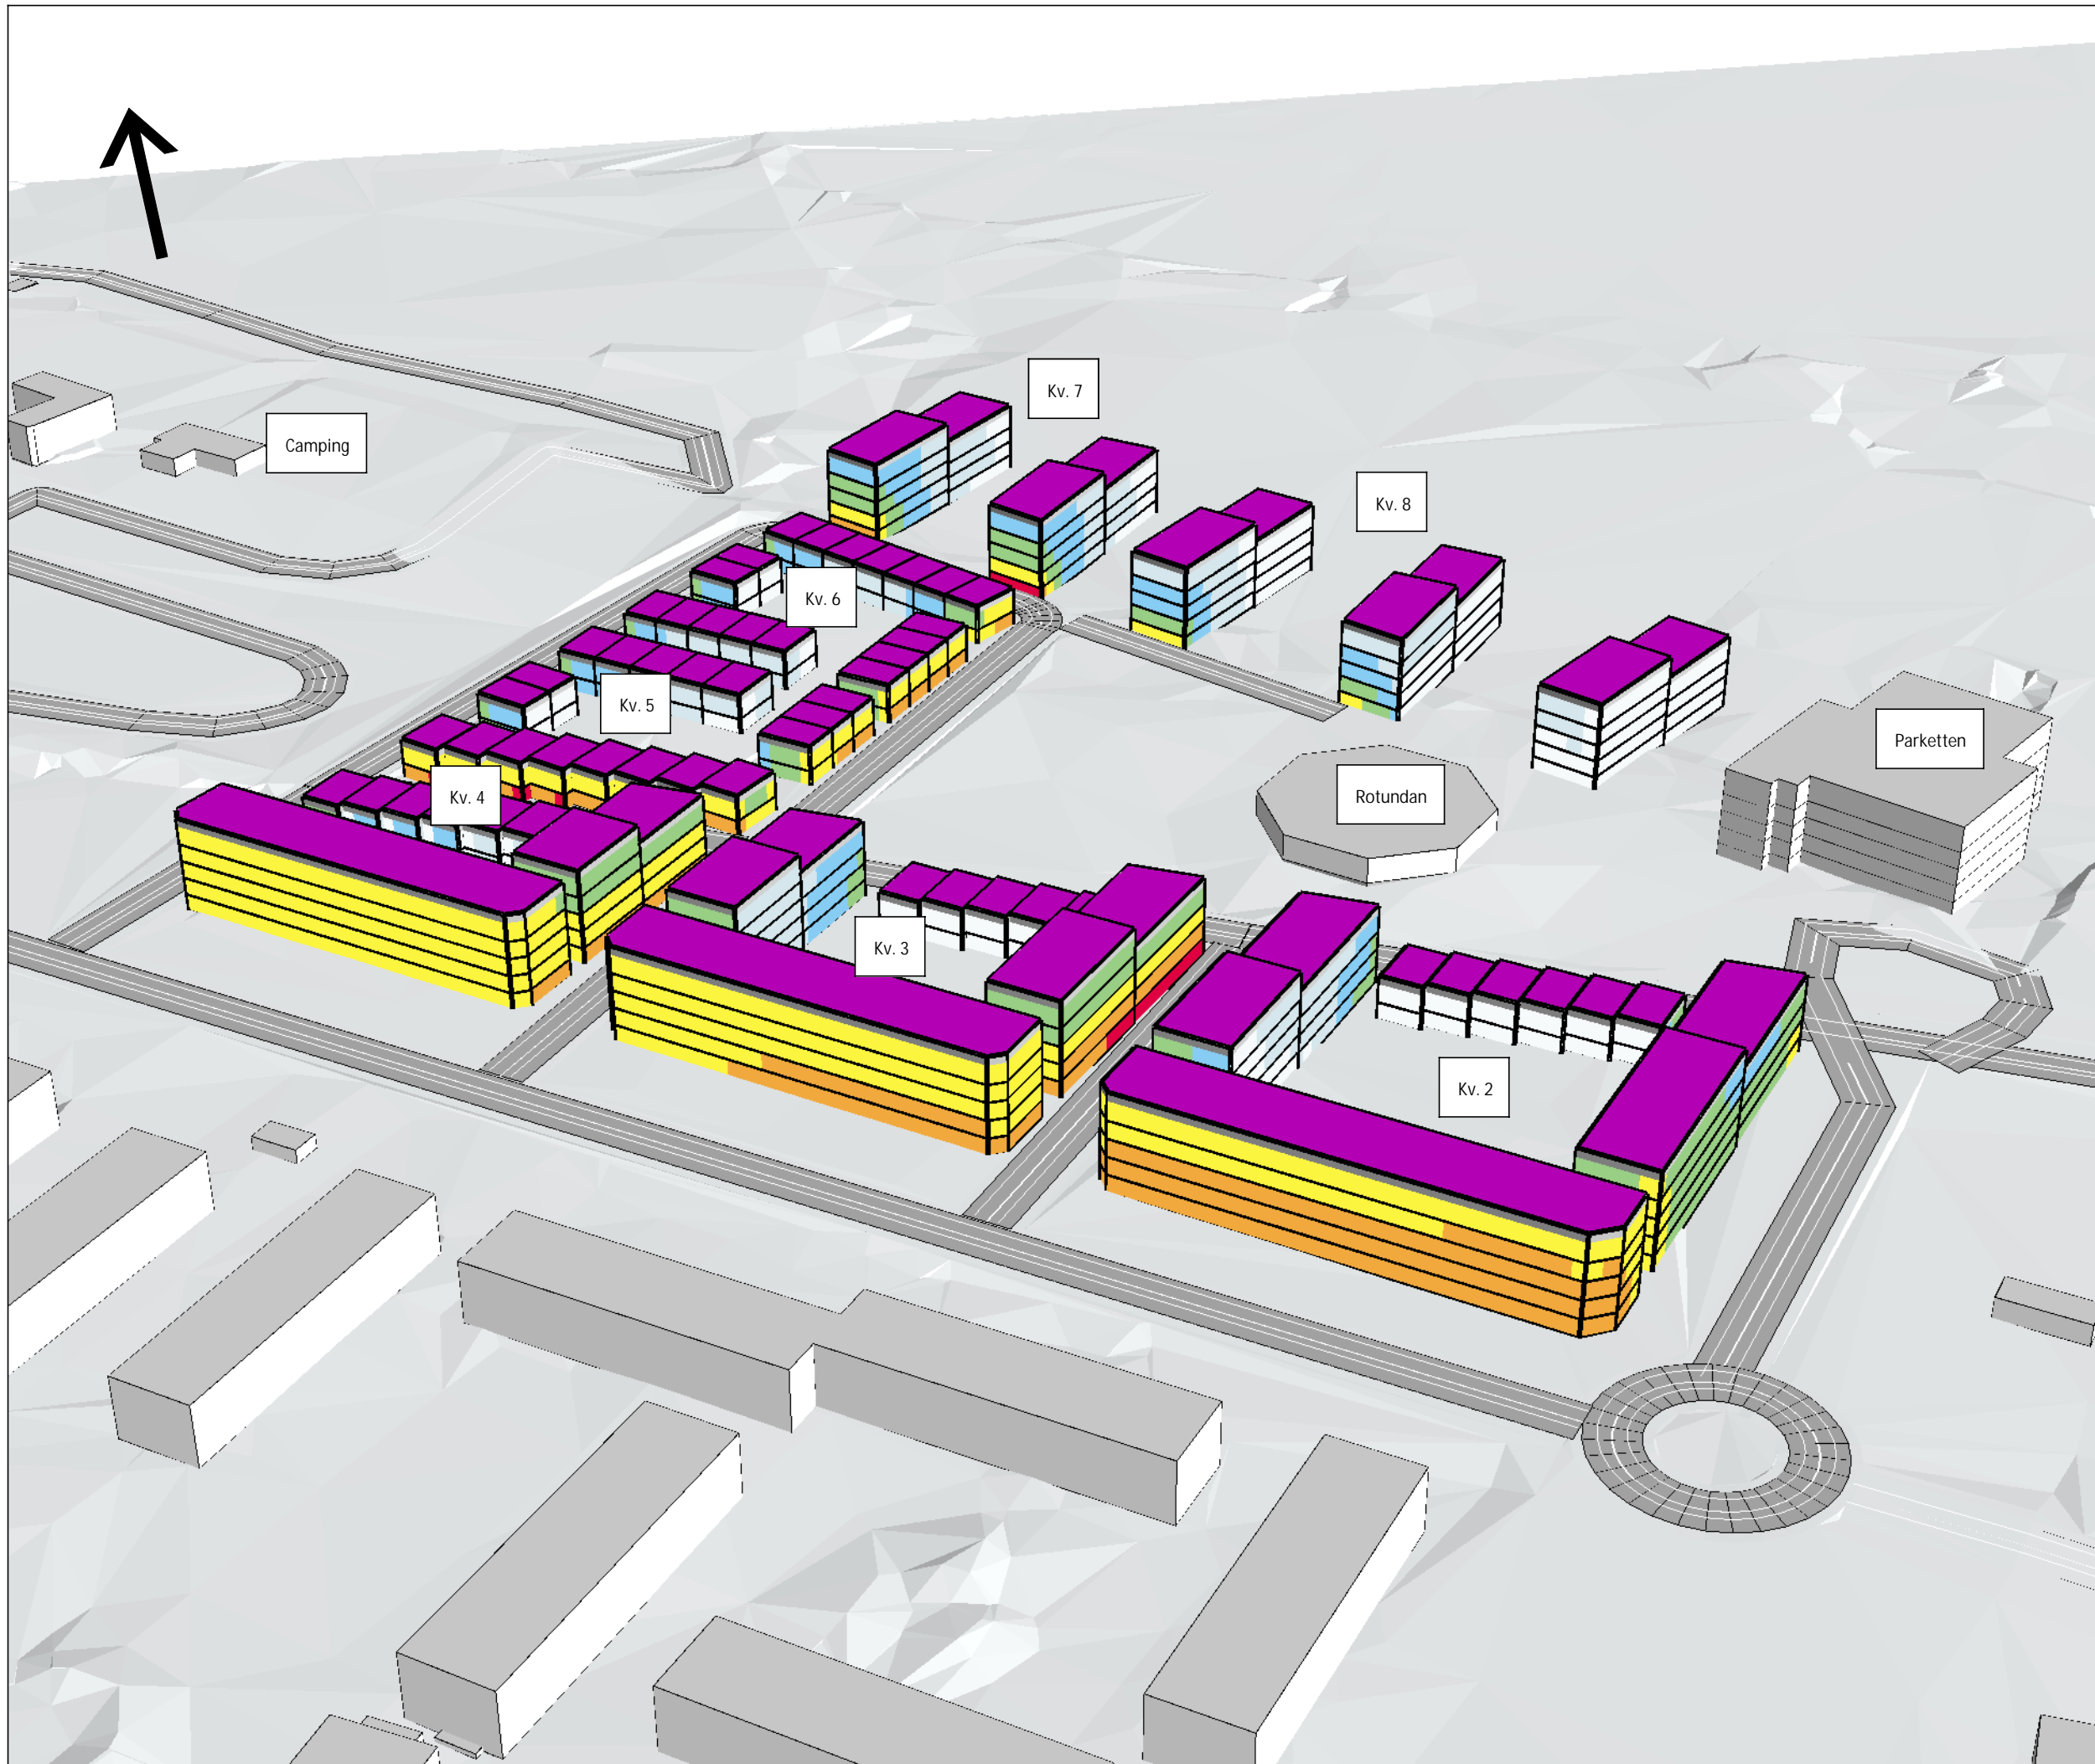 Kv. 7
Camping
Kv. 8
Kv. 6
Kv. 5
Parketten
Kv. 4
Rotundan
Kv. 3
Kv. 2